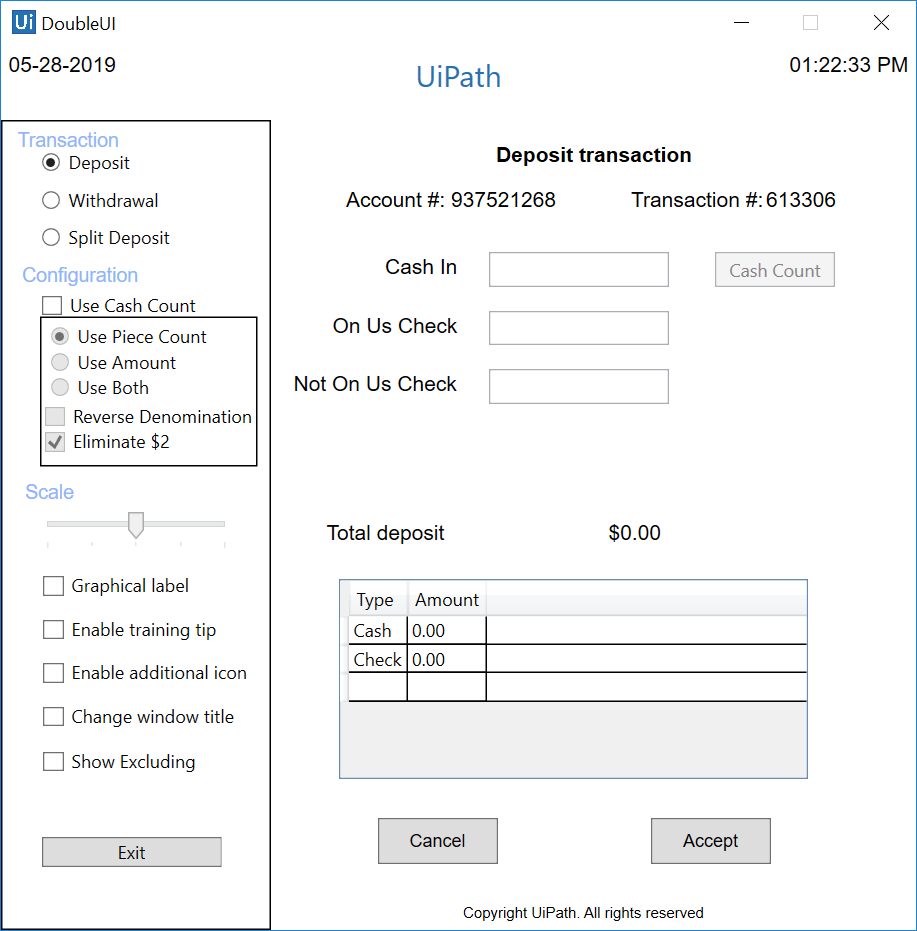 Ui DoubleUI
05-28-2019
UiPath
01:22:33 PM
Transaction
Deposit
Withdrawal
Split Deposit
Configuration
Use Cash Count
Use Piece Count
Use Amount
Use Both
Reverse Denomination
Eliminate $2
Scale
Graphical label
Enable training tip
Enable additional icon
Change window title
Show Excluding
Exit
Deposit transaction
Account #: 937521268 Transaction #: 613306
Cash In Cash Count
On Us Check
Not On Us Check
Total deposit $0.00
Type Amount
Cash 0.00
Check 0.00
Cancel Accept
Copyright UiPath. All rights reserved